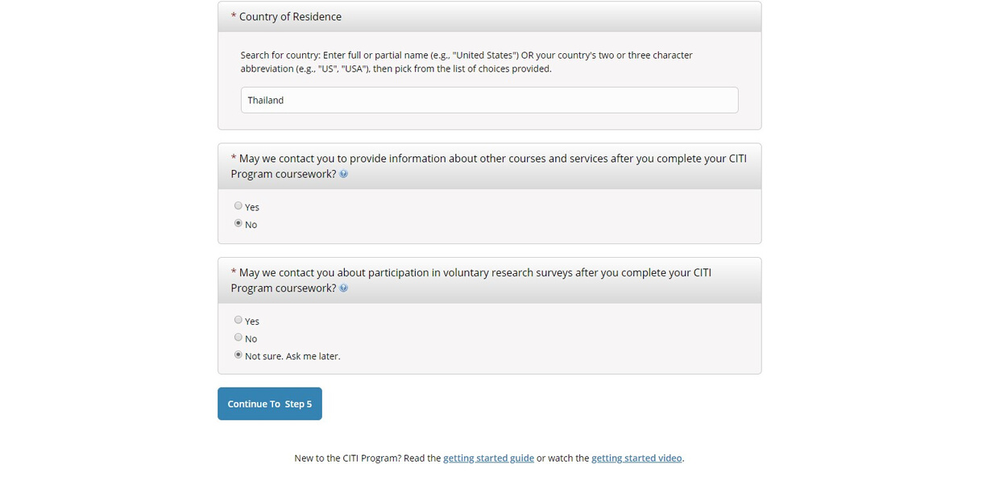 * Country of Residence
Search for country: Enter full or partial name (e.g., "United States") OR your country's two or three character
abbreviation (e.g., "US", "USA"), then pick from the list of choices provided.
Thailand
* May we contact you to provide information about other courses and services after you complete your CITI
Program coursework?
Yes
No
* May we contact you about participation in voluntary research surveys after you complete your CITI
Program coursework?
Yes
No
Not sure. Ask me later.
Continue To Step 5
New to the CITI Program? Read the getting started guide or watch the getting started video.